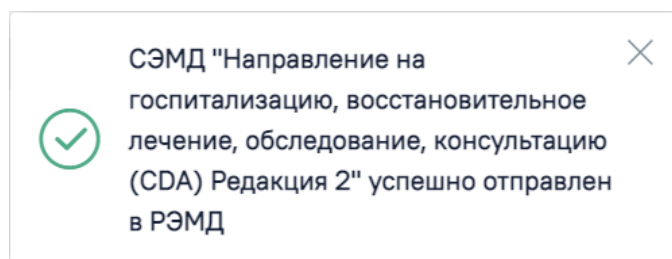 СЭМД "Направление на
госпитализацию, восстановительное
лечение, обследование, консультацию
(CDA) Редакция 2" успешно отправлен
в РЭМД